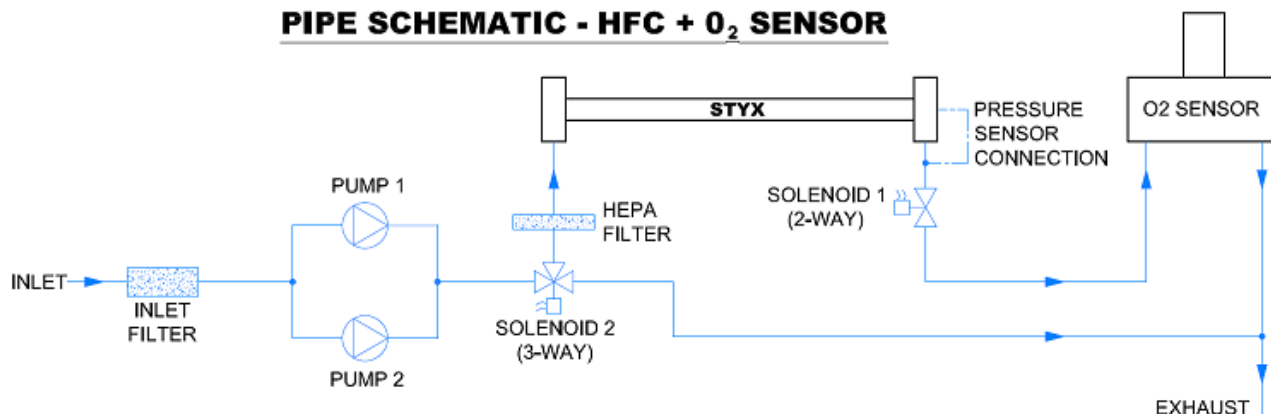 PIPE SCHEMATIC - HFC + 0₂ SENSOR
STYX
PRESSURE
SENSOR
CONNECTION
O2 SENSOR
PUMP 1
SOLENOID 1
(2-WAY)
HEPA
FILTER
INLET
INLET
FILTER
SOLENOID 2
(3-WAY)
PUMP 2
EXHAUST